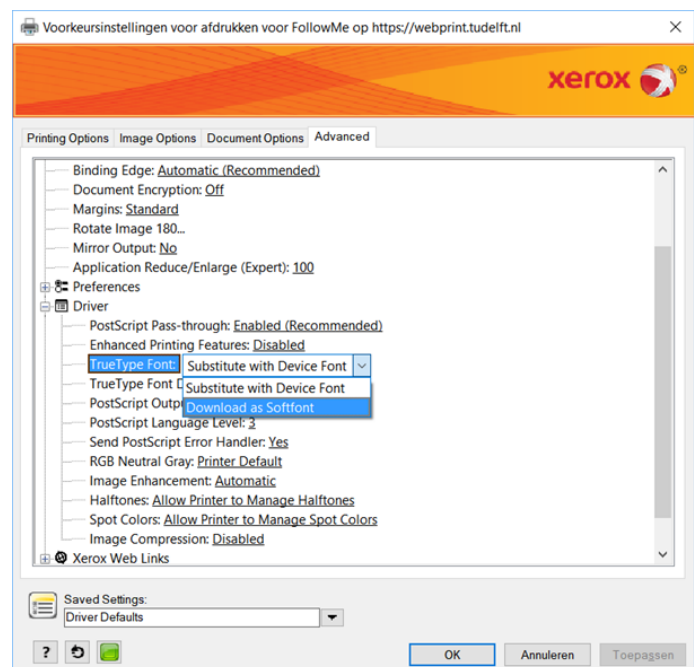 Voorkeursinstellingen voor afdrukken voor FollowMe op https://webprint.tudelft.nl
xerox ®
Printing Options Image Options Document Options Advanced
Binding Edge: Automatic (Recommended)
Document Encryption: Off
Margins: Standard
Rotate Image 180...
Mirror Output: No
Application Reduce/Enlarge (Expert): 100
Preferences
Driver
PostScript Pass-through: Enabled (Recommended)
Enhanced Printing Features: Disabled
TrueType Font: Substitute with Device Font
TrueType Font D Substitute with Device Font
PostScript Outp Download as Softfont
PostScript Language Level: 3
Send PostScript Error Handler: Yes
RGB Neutral Gray: Printer Default
Image Enhancement: Automatic
Halftones: Allow Printer to Manage Halftones
Spot Colors: Allow Printer to Manage Spot Colors
Image Compression: Disabled
Xerox Web Links
Saved Settings:
Driver Defaults
? OK Annuleren Toepassen